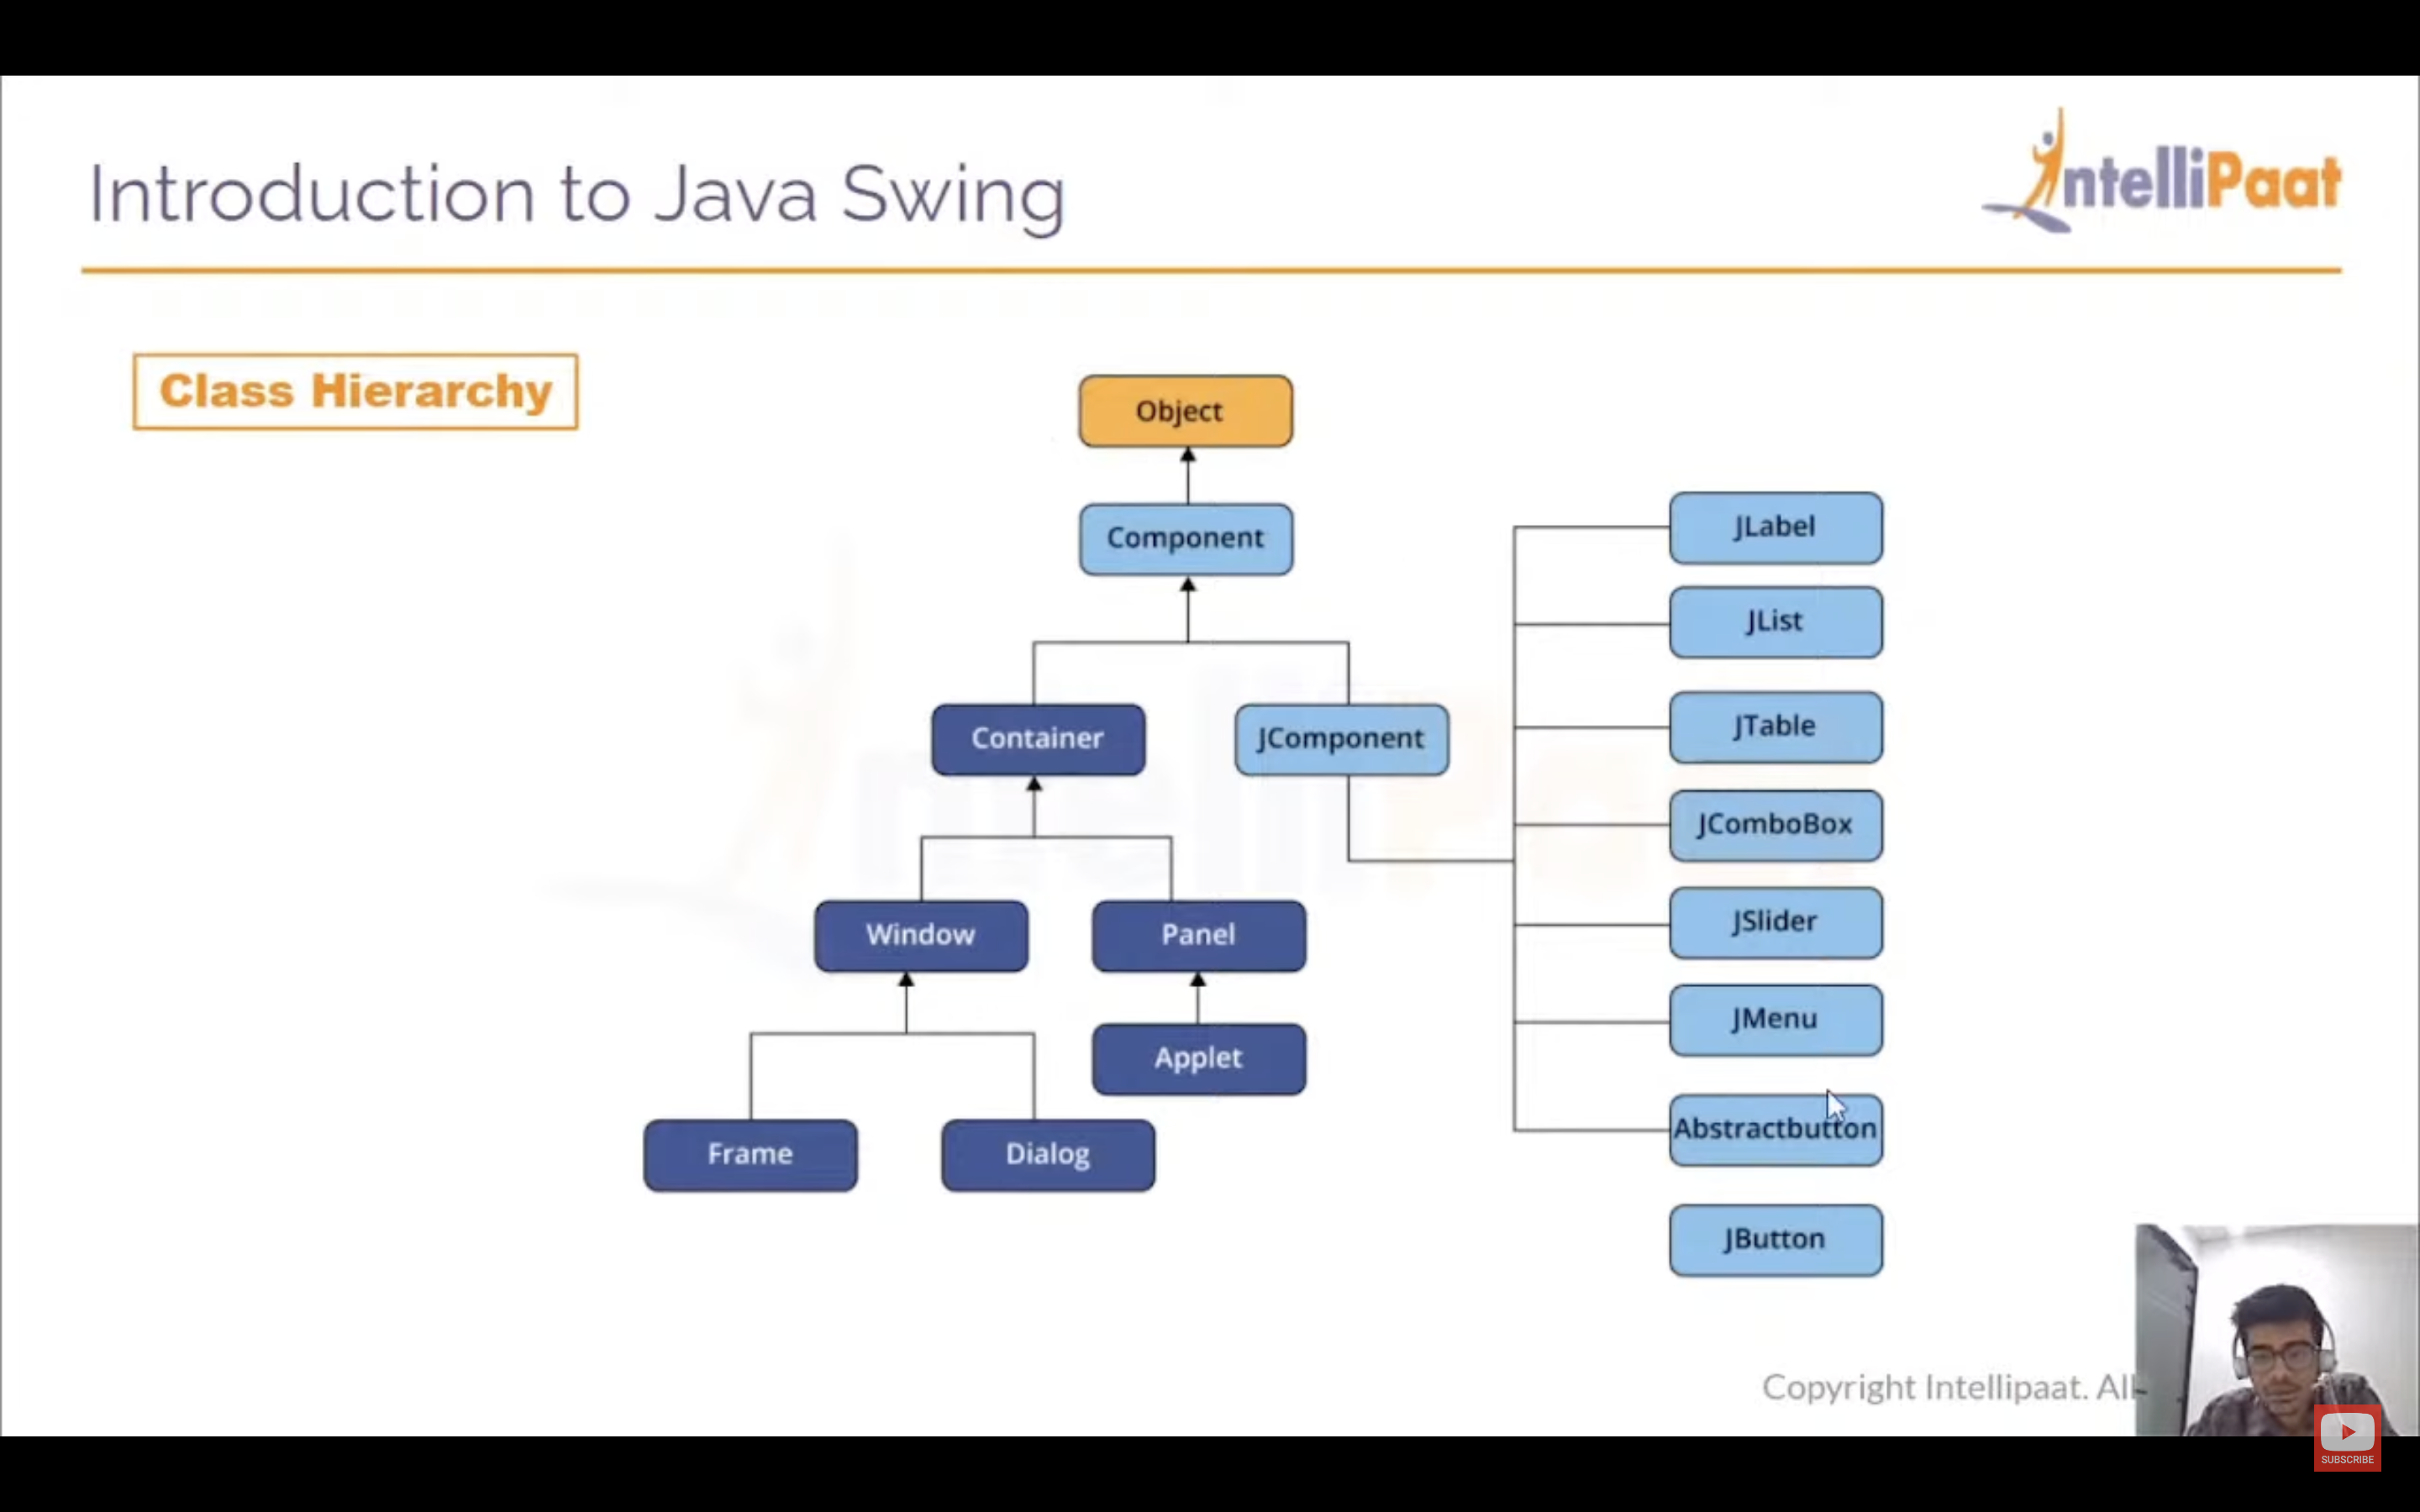 Introduction to Java Swing
IntelliPaat
Class Hierarchy
Object
Component
Container
JComponent
Window
Panel
Applet
Frame
Dialog
JLabel
JList
JTable
JComboBox
JSlider
JMenu
Abstractbutton
JButton
Copyright Intellipaat. All
SUBSCRIBE